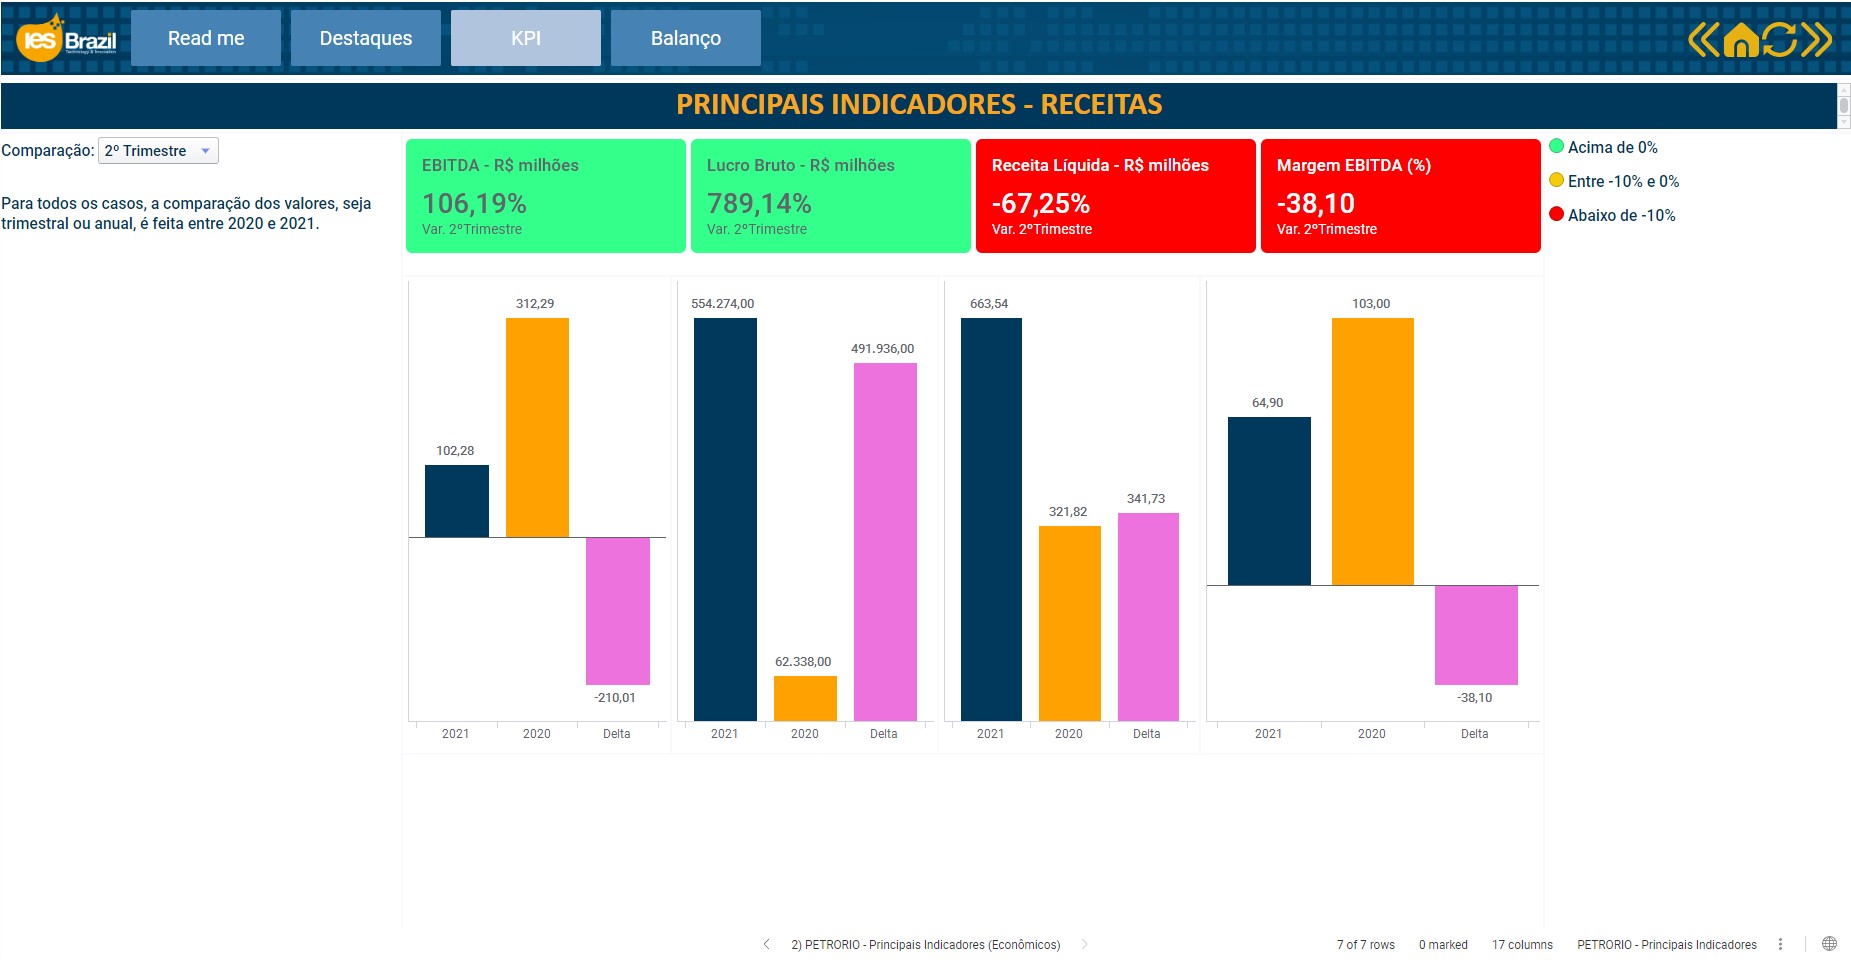 IES Brazil
Technology & Innovation
Read me
Destaques
KPI
Balanço
PRINCIPAIS INDICADORES - RECEITAS
Comparação: 2º Trimestre
Para todos os casos, a comparação dos valores, seja
trimestral ou anual, é feita entre 2020 e 2021.
EBITDA - R$ milhões
106,19%
Var. 2ºTrimestre
Lucro Bruto - R$ milhões
789,14%
Var. 2ºTrimestre
Receita Líquida - R$ milhões
-67,25%
Var. 2ºTrimestre
Margem EBITDA (%)
-38,10
Var. 2ºTrimestre
Acima de 0%
Entre -10% e 0%
Abaixo de -10%
312,29
102,28
-210,01
2021 2020 Delta
554.274,00
491.936,00
62.338,00
2021 2020 Delta
663,54
321,82
341,73
2021 2020 Delta
103,00
64,90
-38,10
2021 2020 Delta
2) PETRORIO - Principais Indicadores (Econômicos)
7 of 7 rows
0 marked
17 columns
PETRORIO - Principais Indicadores